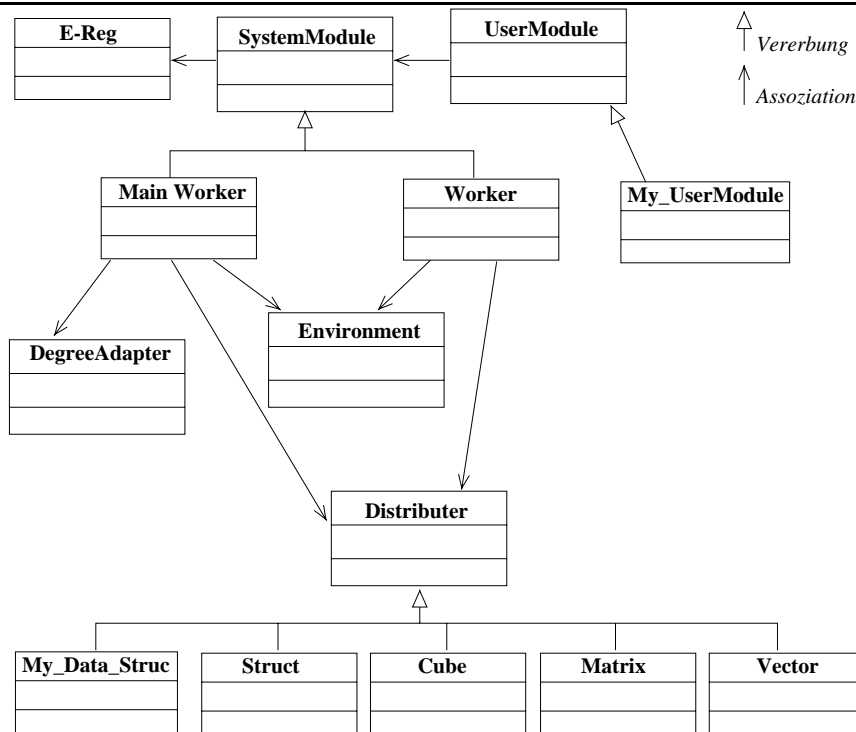 E-Reg
SystemModule
UserModule
Vererbung
Assoziation
Main Worker
Worker
My_UserModule
Environment
DegreeAdapter
Distributer
My_Data_Struc
Struct
Cube
Matrix
Vector